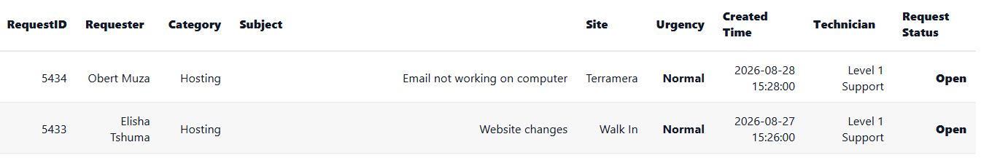 RequestID Requester Category Subject Site Urgency Created Time Technician Request Status
5434 Obert Muza Hosting Email not working on computer Terramera Normal 2026-08-28 15:28:00 Level 1 Support Open
5433 Elisha Tshuma Hosting Website changes Walk In Normal 2026-08-27 15:26:00 Level 1 Support Open